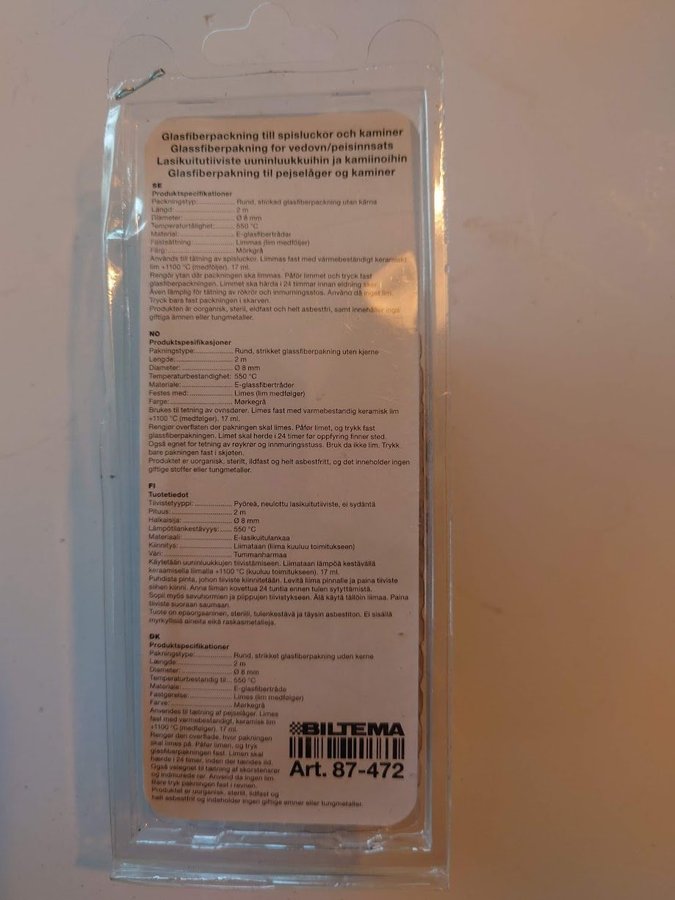 Glasfiberpackning till spisluckor och kaminer
Glassfiberpakning for vedovn/peisinnsats
Lasikuitutiiviste uuninluukkuihin ja kamiinoihin
Glasfiberpakning til pejselåger og kaminer
SE
Produktspecifikationer
Packningstyp: Rund, strickad glasfiberpackning utan kärna
Längd: 2 m
Diameter: Ø 8 mm
Temperaturtålighet: 550 °C
Material: E-glasfibertrådar
Fastsättning: Limmas (lim medföljer)
Färg: Mörkgrå
Används till tätning av spisluckor. Limmas fast med värmebeständigt keramiskt
lim +1100 °C (medföljer). 17 ml.
Rengör ytan där packningen ska limmas. Påför limmet och tryck fast
glasfiberpackningen. Limmet ska härda i 24 timmar innan eldning sker.
Även lämplig för tätning av rökrör och inmurningsstos. Använd då inget lim.
Tryck bara fast packningen i skarven.
Produkten är oorganisk, steril, eldfast och helt asbestfri, samt innehåller inga
giftiga ämnen eller tungmetaller.
NO
Produktspesifikasjoner
Pakningstype: Rund, strikket glassfiberpakning uten kjerne
Lengde: 2 m
Diameter: Ø 8 mm
Temperaturbestandighet: 550 °C
Materiale: E-glassfibertråder
Festes med: Limes (lim medfølger)
Farge: Mørkegrå
Brukes til tetning av ovnsdører. Limes fast med varmebestandig keramisk lim
+1100 °C (medfølger). 17 ml.
Rengjør overflaten der pakningen skal limes. Påfør limet, og trykk fast
glassfiberpakningen. Limet skal herde i 24 timer før oppfyring finner sted.
Også egnet for tetning av røykrør og innmuringsstuss. Bruk da ikke lim. Trykk
bare pakningen fast i skjøten.
Produktet er uorganisk, sterilt, ildfast og helt asbestfritt, og det inneholder ingen
giftige stoffer eller tungmetaller.
FI
Tuotetiedot
Tiivistetyyppi: Pyöreä, neulottu lasikuitutiiviste, ei sydäntä
Pituus: 2 m
Halkaisija: Ø 8 mm
Lämpötilankestävyys: 550 °C
Materiaali: E-lasikuitulankaa
Kiinnitys: Liimataan (liima kuuluu toimitukseen)
Väri: Tummanharmaa
Käytetään uuninluukkujen tiivistämiseen. Liimataan lämpöä kestävällä
keraamisella liimalla +1100 °C (kuuluu toimitukseen). 17 ml.
Puhdista pinta, johon tiiviste kiinnitetään. Levitä liima pinnalle ja paina tiiviste
siihen kiinni. Anna liiman kovettua 24 tuntia ennen tulen sytyttämistä.
Sopii myös savuhormien ja piippujen tiivistykseen. Älä käytä tällöin liimaa. Paina
tiiviste suoraan saumaan.
Tuote on epäorgaaninen, steriili, tulenkestävä ja täysin asbestiton. Ei sisällä
myrkyllisiä aineita eikä raskasmetalleja.
DK
Produktspecifikationer
Pakningstype: Rund, strikket glasfiberpakning uden kerne
Længde: 2 m
Diameter: Ø 8 mm
Temperaturbestandig til: 550 °C
Materiale: E-glasfibertråde
Fastgørelse: Limes (lim medfølger)
Farve: Mørkegrå
Anvendes til tætning af pejselåger. Limes
fast med varmebestandigt, keramisk lim
+1100 °C (medfølger). 17 ml.
Rengør den overflade, hvor pakningen
skal limes på. Påfør limen, og tryk
glasfiberpakningen fast. Limen skal
hærde i 24 timer, inden der tændes ild.
Også velegnet til tætning af skorstensrør
og indmurede rør. Anvend da ingen lim.
Bare tryk pakningen fast i revnen.
Produktet er uorganisk, sterilt, ildfast og
helt asbestfrit og indeholder ingen giftige emner eller tungmetaller.
BILTEMA
Art. 87-472